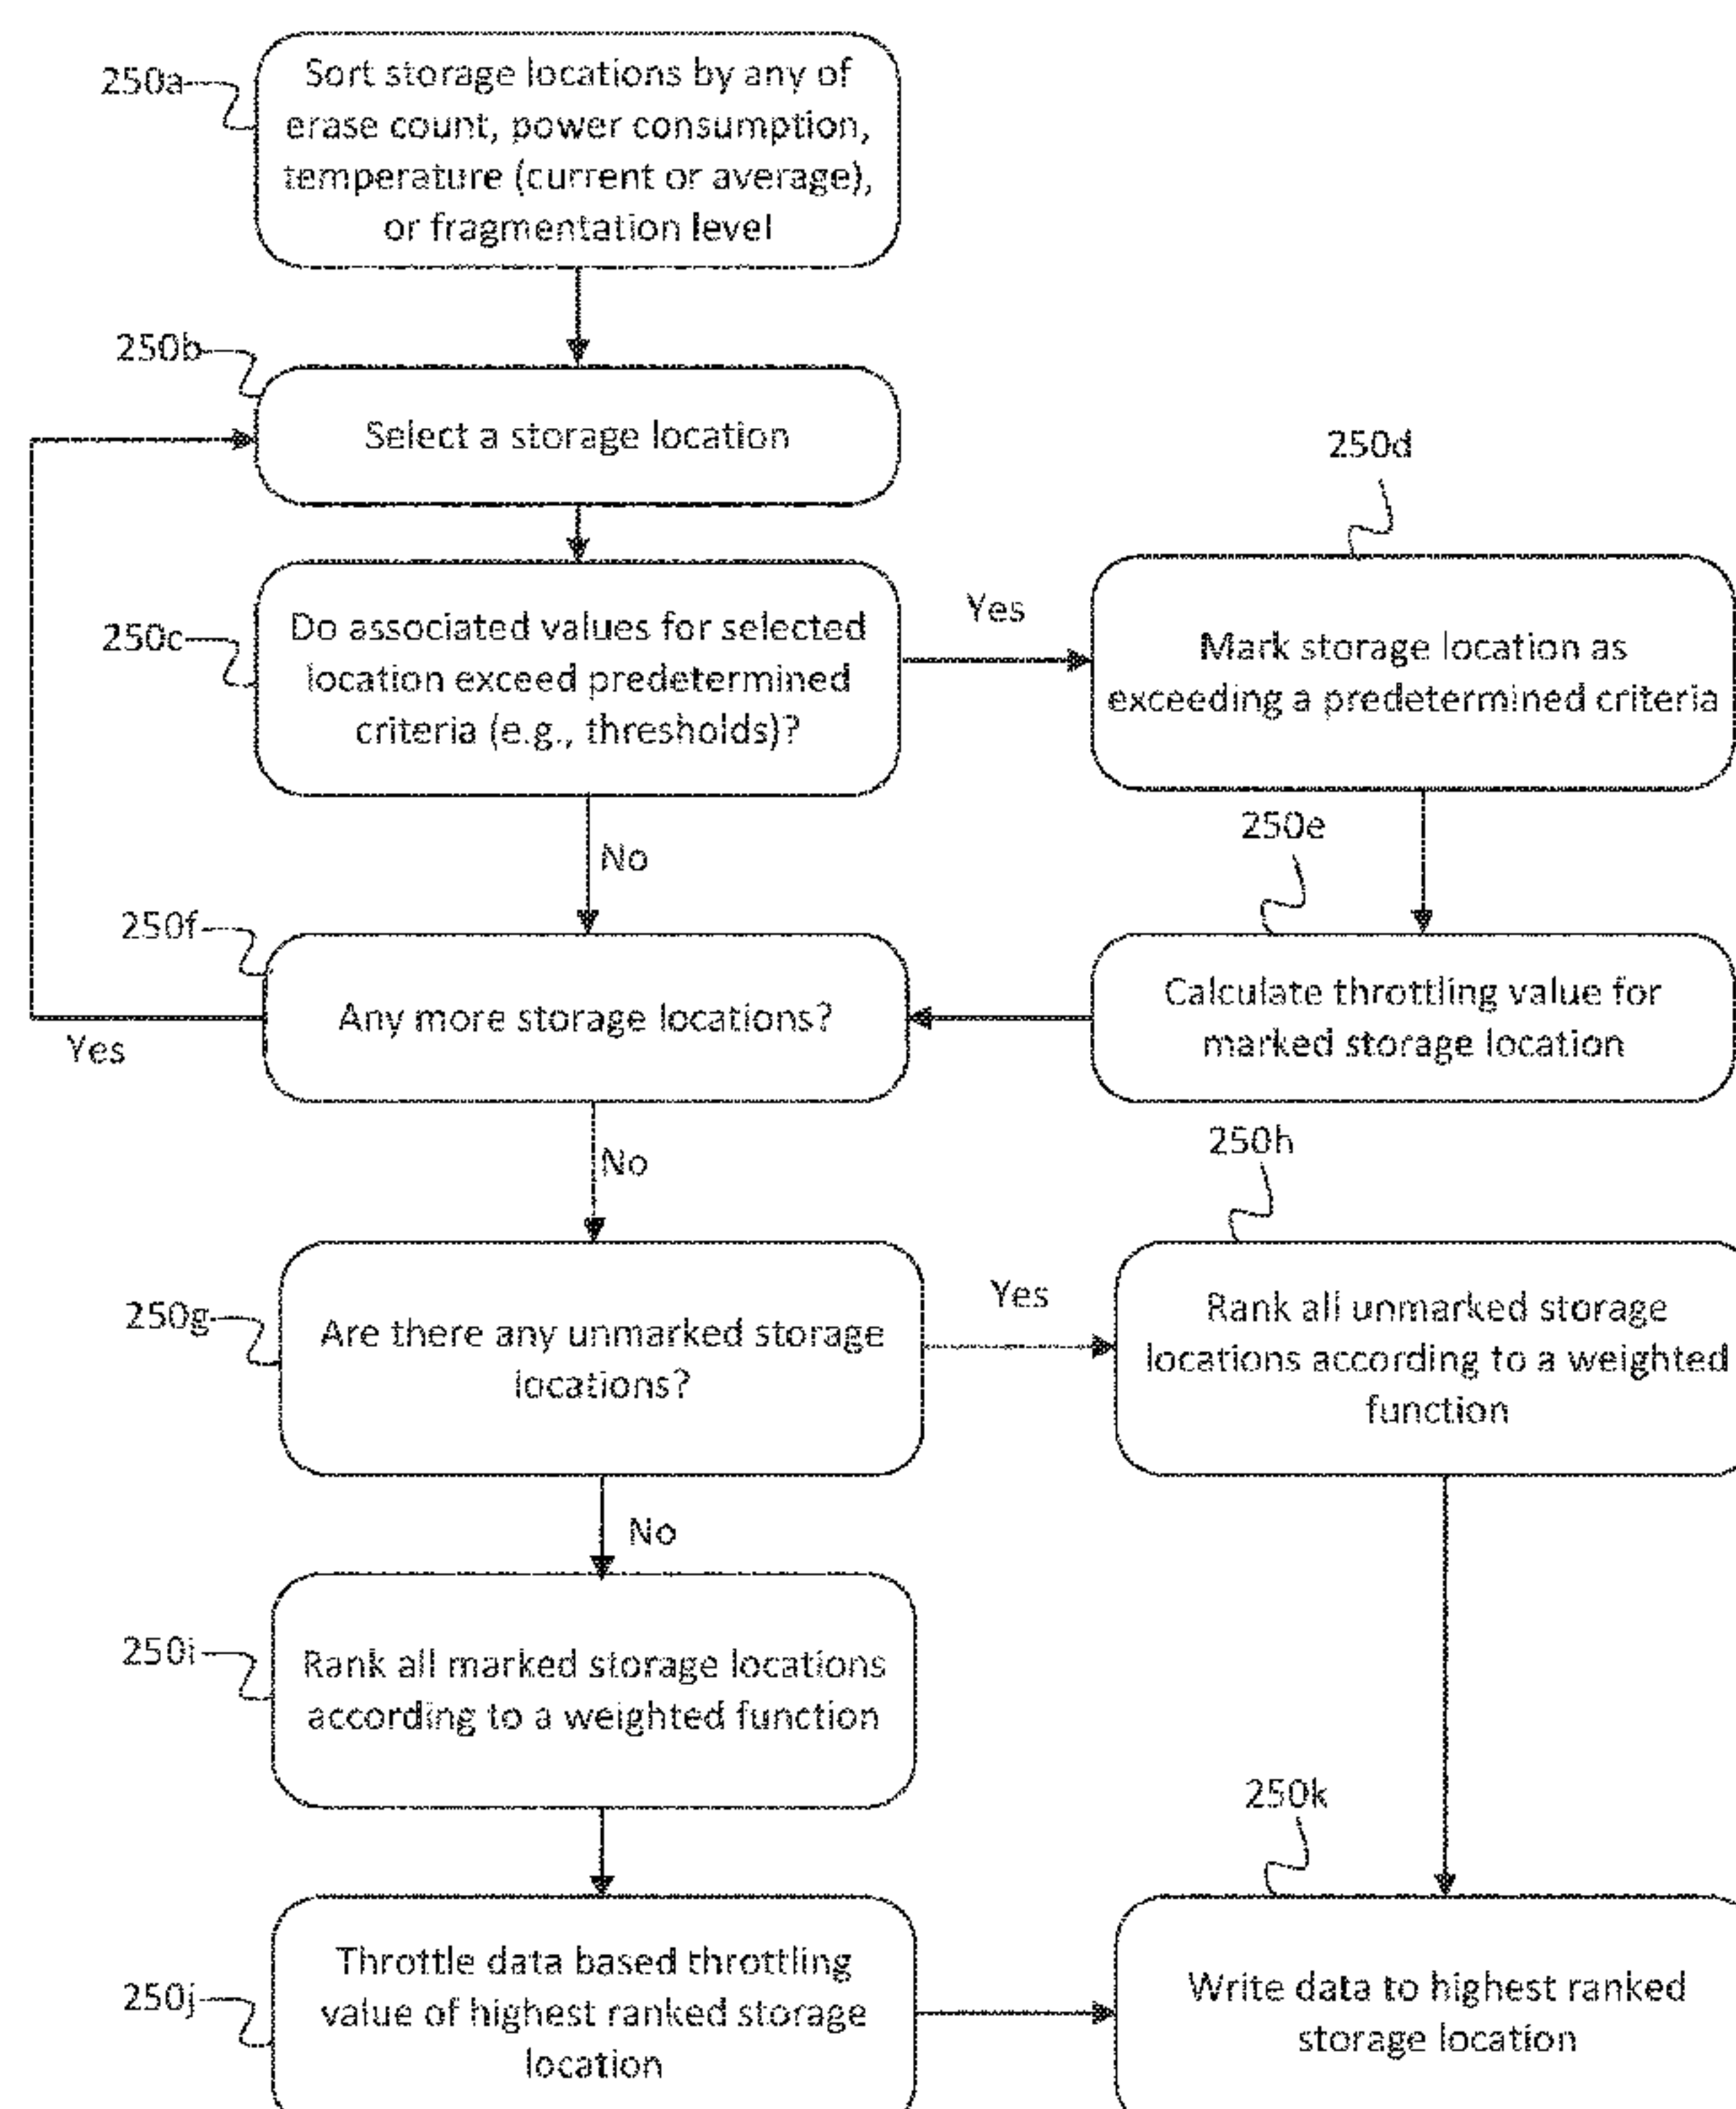 250a
Sort storage locations by any of
erase count, power consumption,
temperature (current or average),
or fragmentation level
250b
Select a storage location
250c
Do associated values for selected
location exceed predetermined
criteria (e.g., thresholds)?
Yes
250d
Mark storage location as
exceeding a predetermined criteria
No
250e
Calculate throttling value for
marked storage location
250f
Any more storage locations?
Yes
No
250g
Are there any unmarked storage
locations?
Yes
250h
Rank all unmarked storage
locations according to a weighted
function
No
250i
Rank all marked storage locations
according to a weighted function
250j
Throttle data based throttling
value of highest ranked storage
location
250k
Write data to highest ranked
storage location